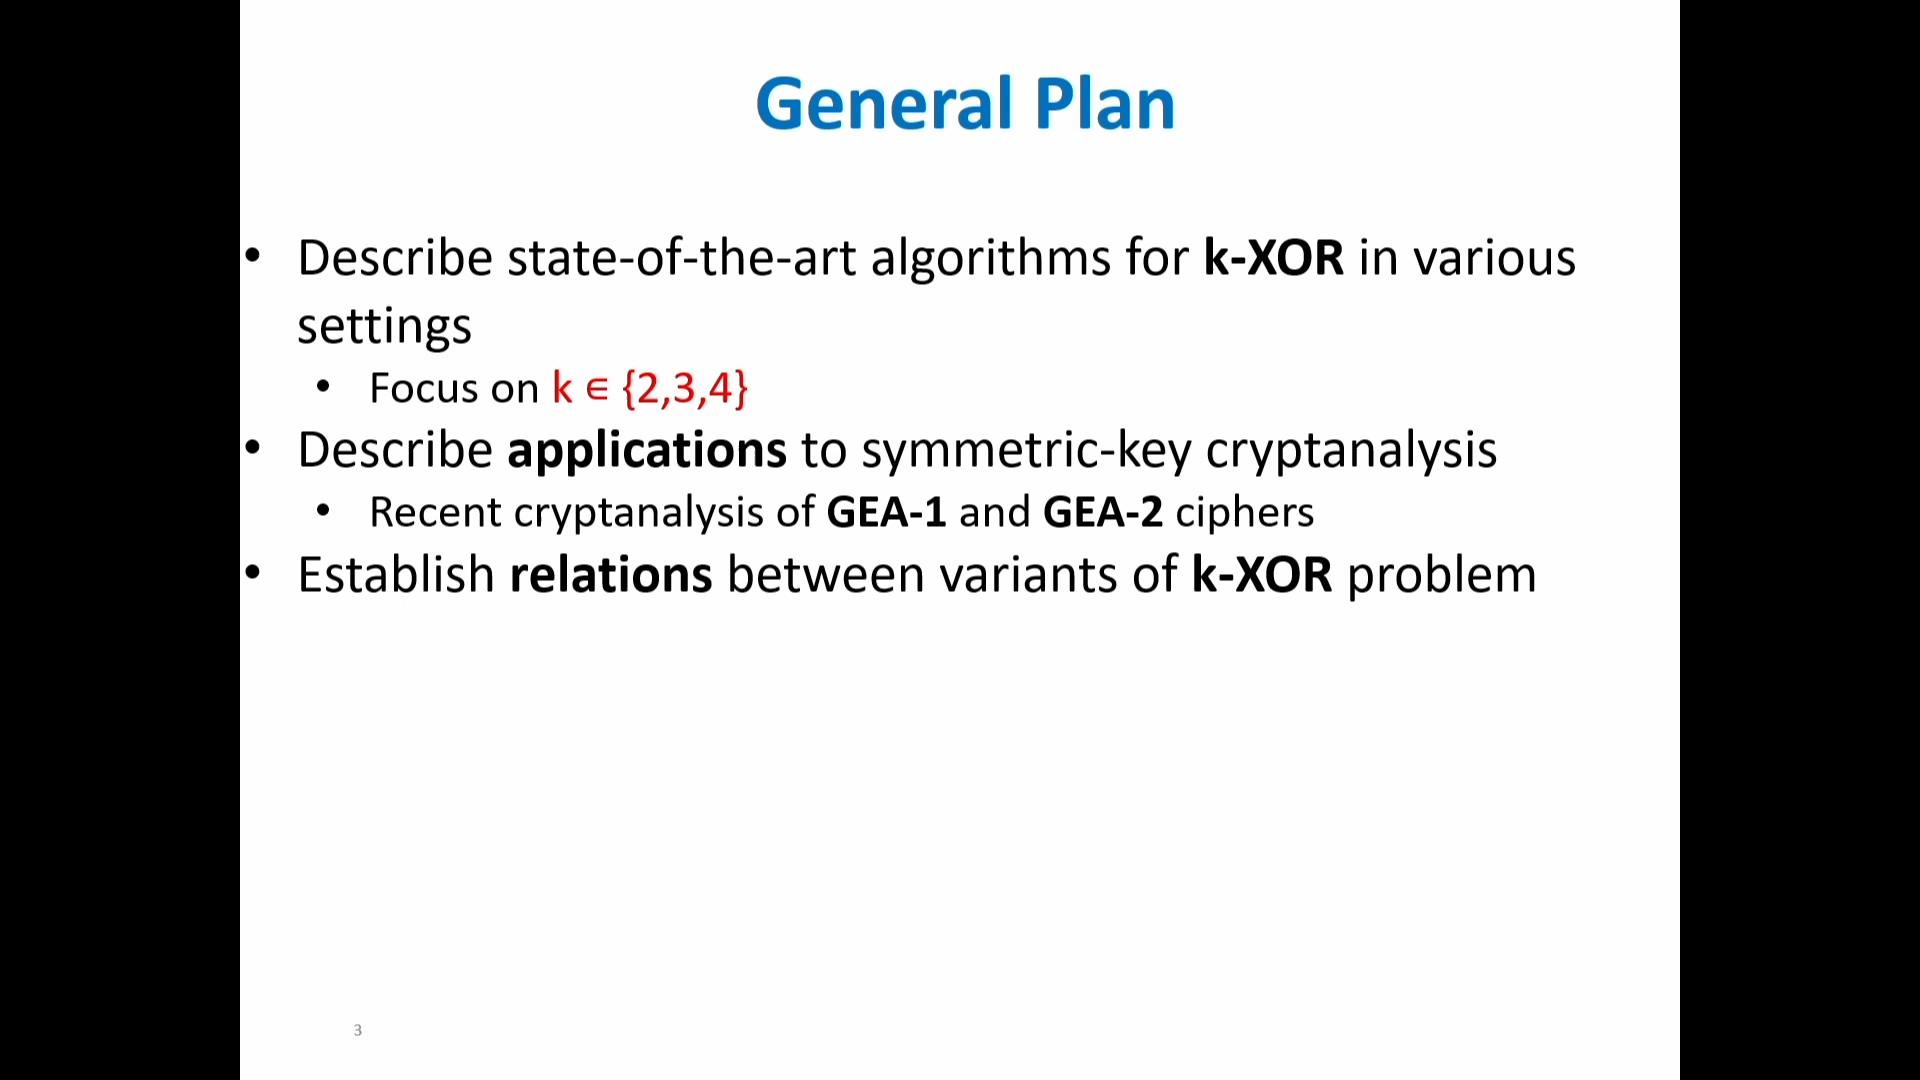 General Plan
• Describe state-of-the-art algorithms for k-XOR in various
settings
• Focus on k ∈ {2,3,4}
• Describe applications to symmetric-key cryptanalysis
• Recent cryptanalysis of GEA-1 and GEA-2 ciphers
• Establish relations between variants of k-XOR problem
3